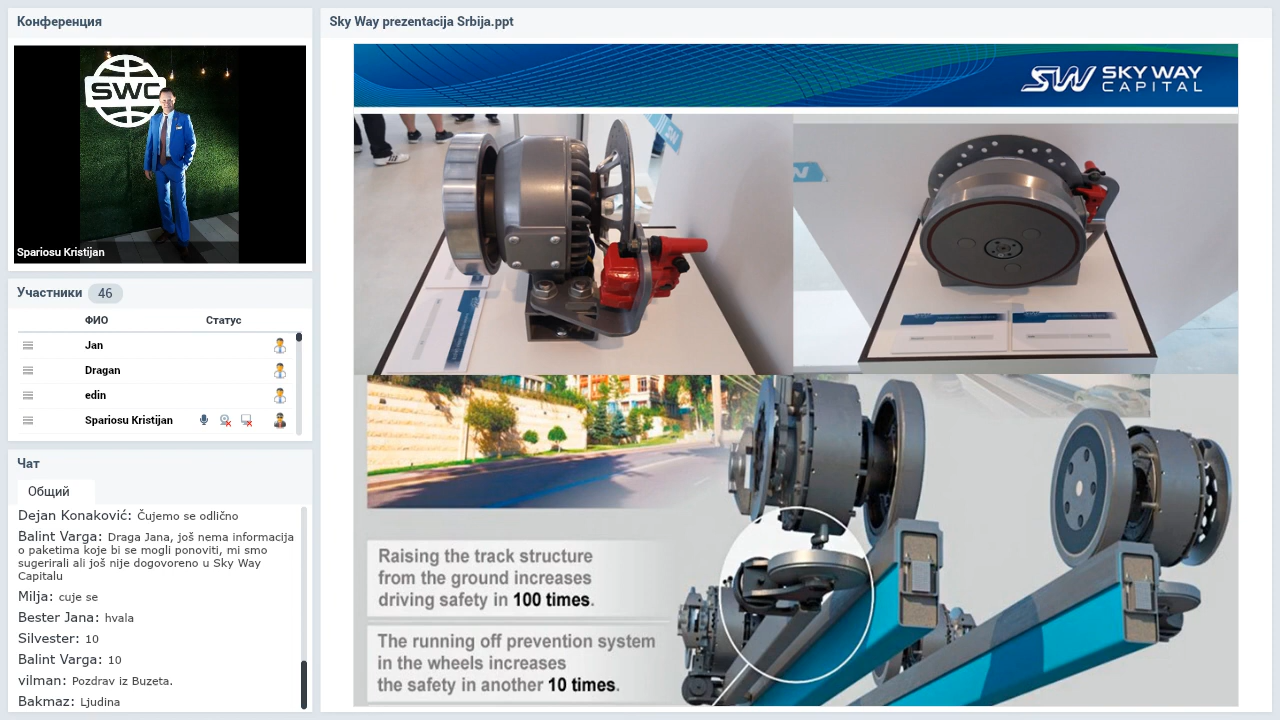 Конференция
SWC
Spariosu Kristijan
Участники 46
ФИО Статус
Jan
Dragan
edin
Spariosu Kristijan
Чат
Общий
Dejan Konaković: Čujemo se odlično
Balint Varga: Draga Jana, još nema informacija
o paketima koje bi se mogli ponoviti, mi smo
sugerirali ali još nije dogovoreno u Sky Way
Capitalu
Milja: cuje se
Bester Jana: hvala
Silvester: 10
Balint Varga: 10
vilman: Pozdrav iz Buzeta.
Bakmaz: Ljudina
Sky Way prezentacija Srbija.ppt
SW SKY WAY
CAPITAL
Raising the track structure
from the ground increases
driving safety in 100 times.
The running off prevention system
in the wheels increases
the safety in another 10 times.